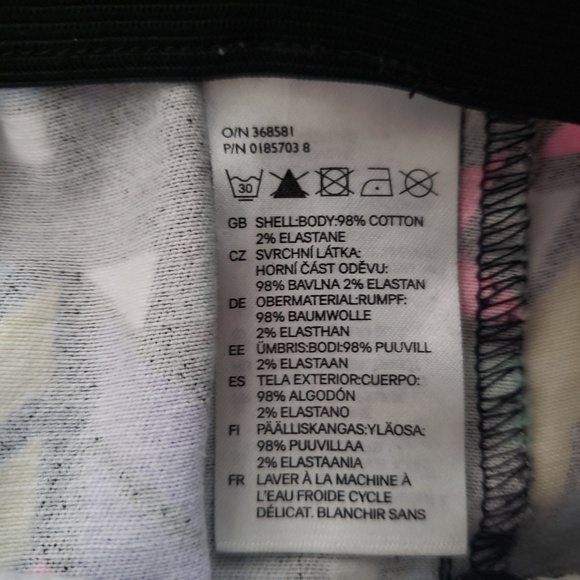 O/N 368581
P/N 0185703 8
30
GB SHELL:BODY:98% COTTON
2% ELASTANE
CZ SVRCHNÍ LÁTKA:
HORNÍ ČÁST ODĚVU:
98% BAVLNA 2% ELASTAN
DE OBERMATERIAL:RUMPF:
98% BAUMWOLLE
2% ELASTHAN
EE ÜMBRIS:BODI:98% PUUVILL
2% ELASTAAN
ES TELA EXTERIOR:CUERPO:
98% ALGODÓN
2% ELASTANO
FI PÄÄLLISKANGAS:YLÄOSA:
98% PUUVILLAA
2% ELASTAANIA
FR LAVER À LA MACHINE À
L'EAU FROIDE CYCLE
DÉLICAT. BLANCHIR SANS